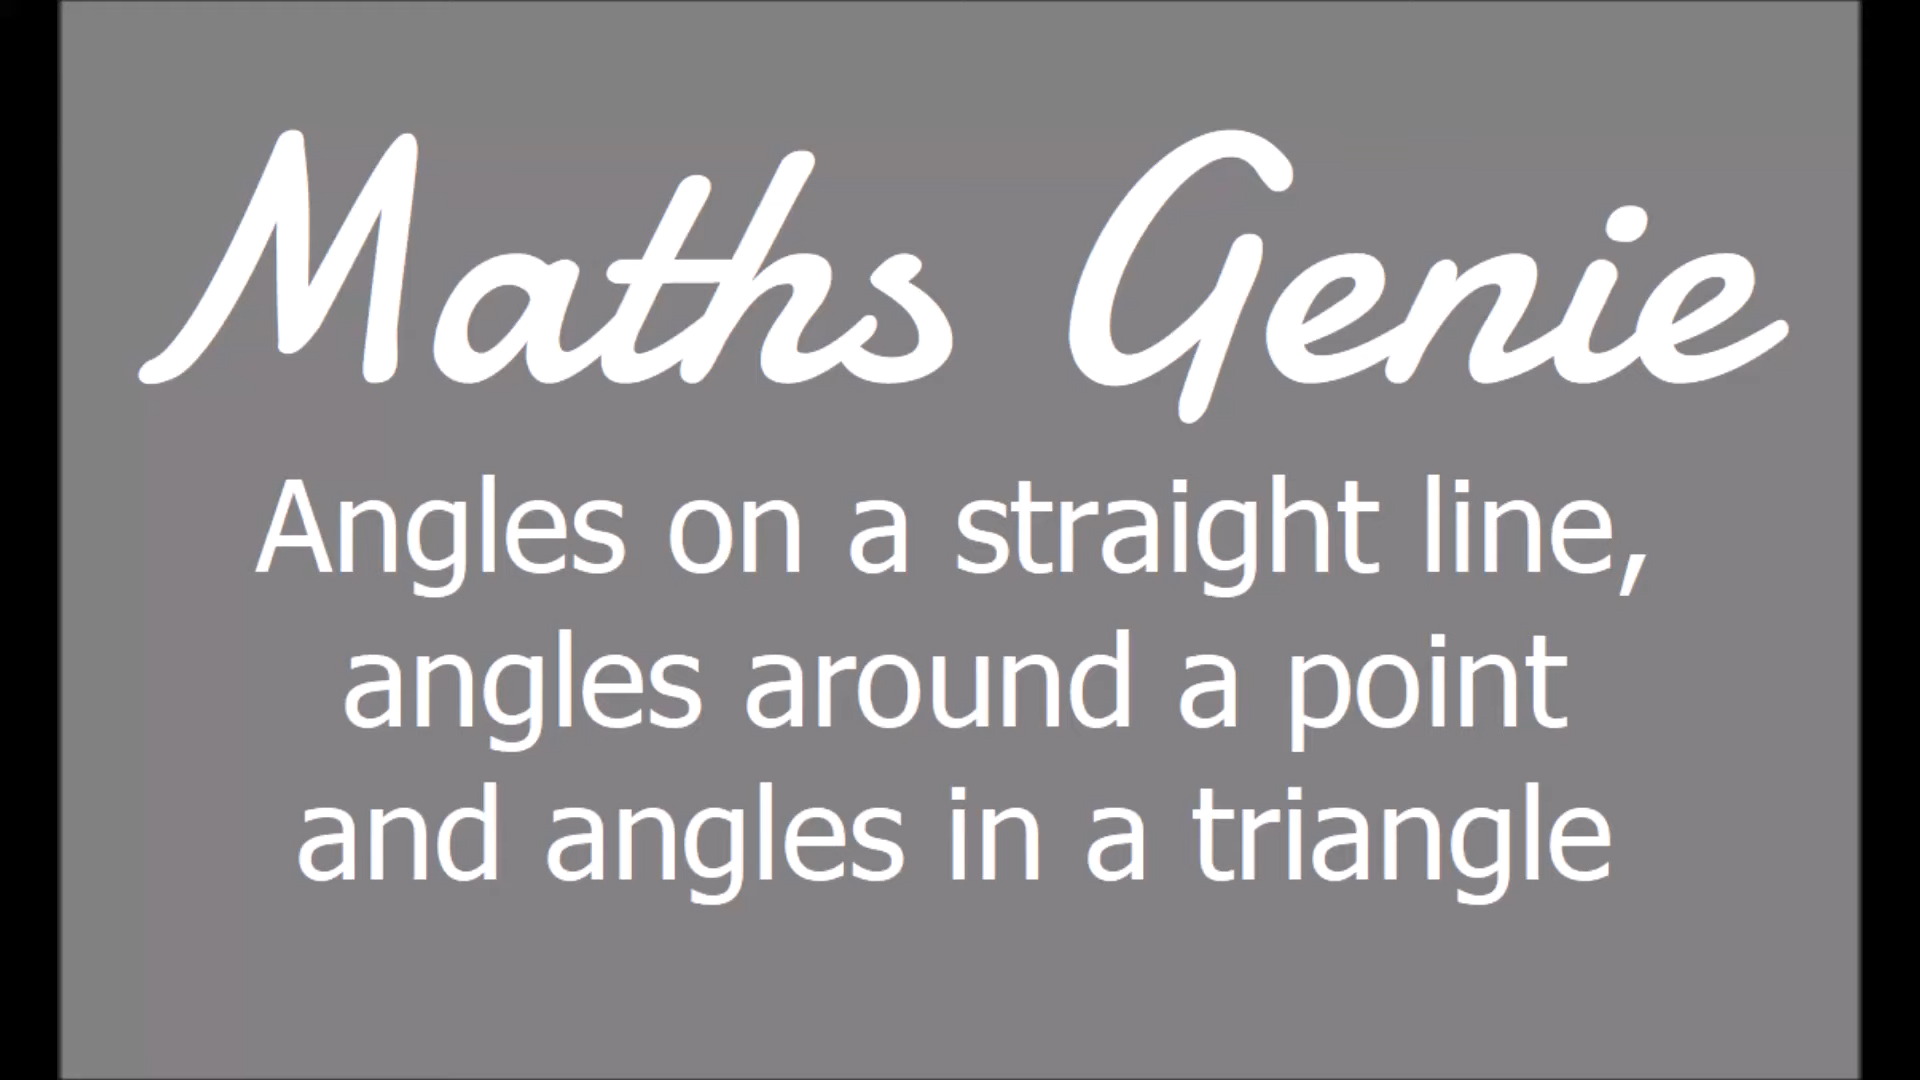 Maths Genie
Angles on a straight line,
angles around a point
and angles in a triangle